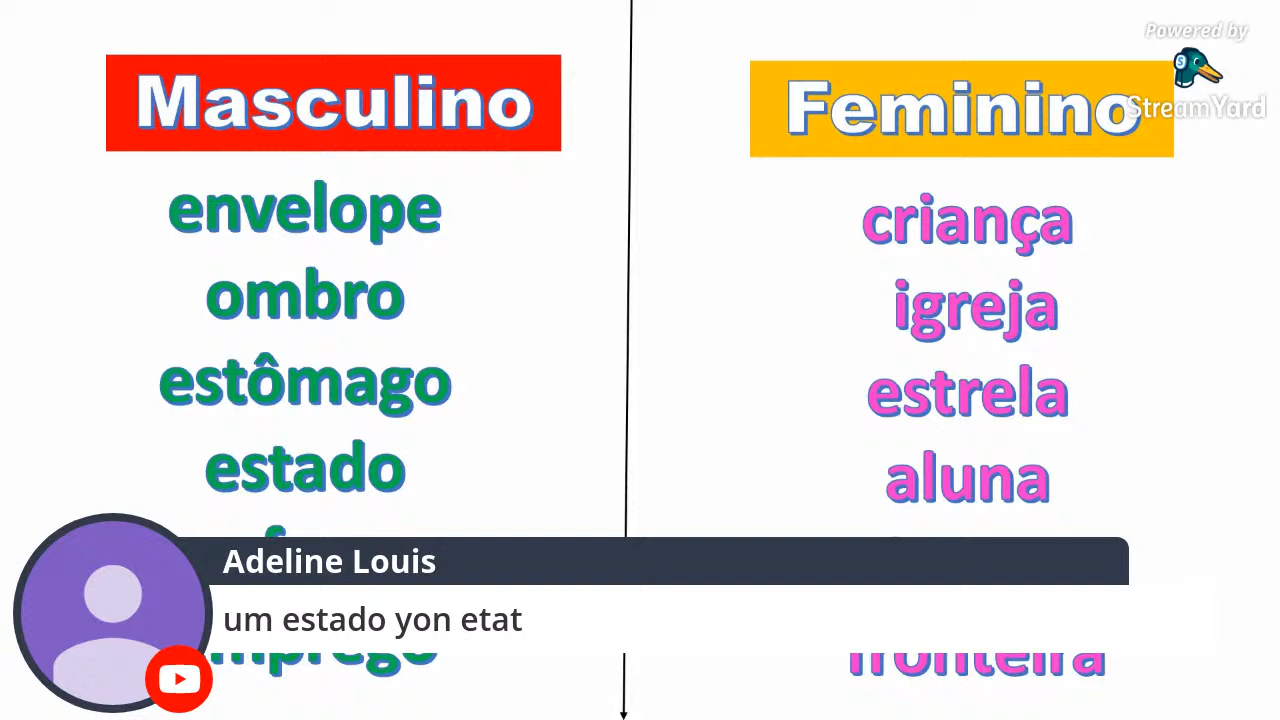 Powered by
StreamYard
Masculino
envelope
ombro
estômago
estado
Feminino
criança
igreja
estrela
aluna
fronteira
Adeline Louis
um estado yon etat